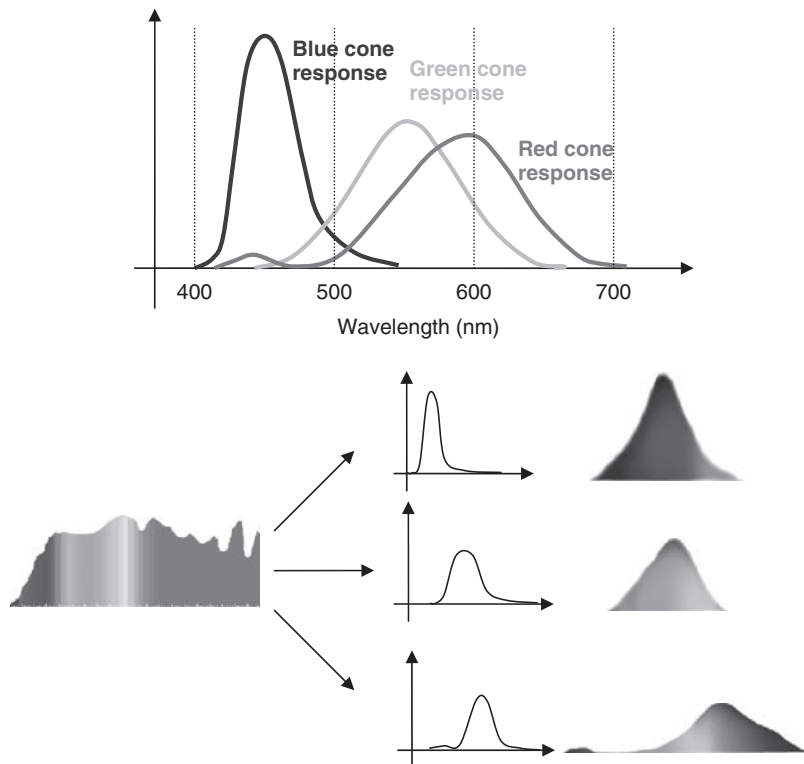 Blue cone
response
Green cone
response
Red cone
response
400 500 600 700
Wavelength (nm)